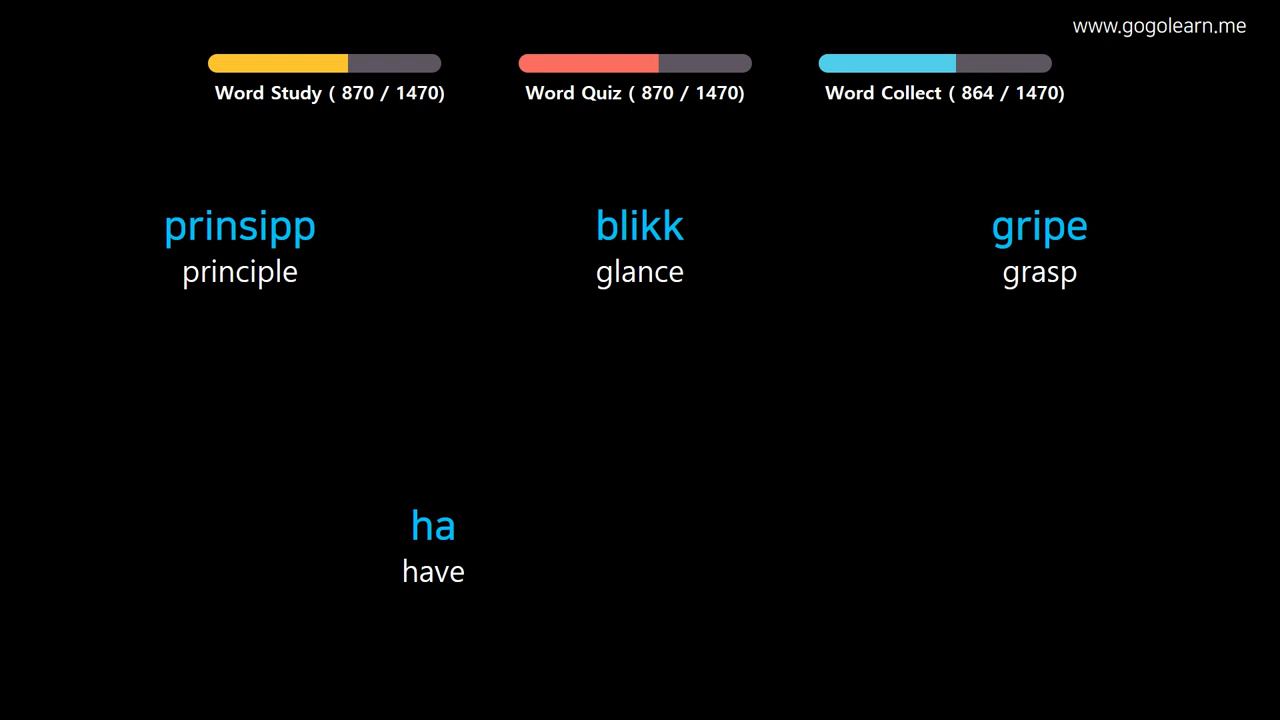 www.gogolearn.me
Word Study ( 870 / 1470)
Word Quiz ( 870 / 1470)
Word Collect ( 864 / 1470)
prinsipp
principle
blikk
glance
gripe
grasp
ha
have